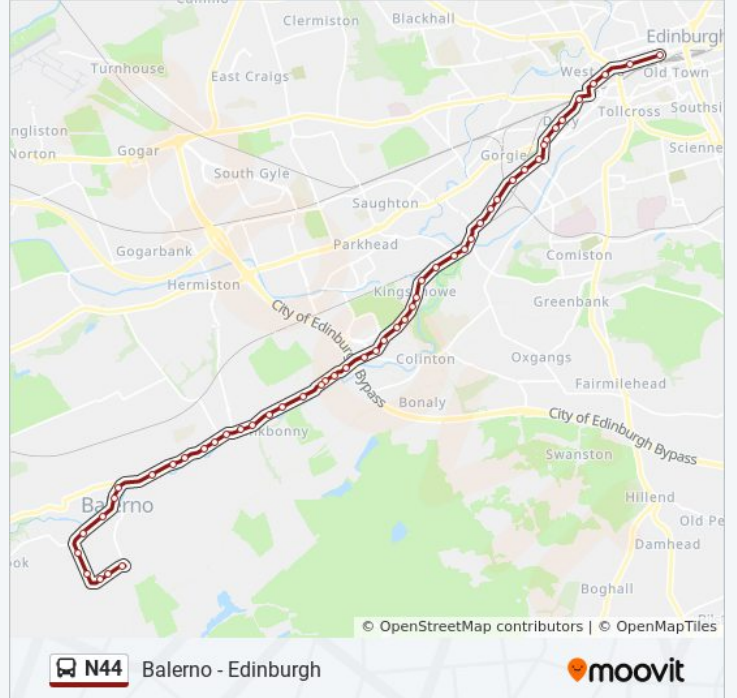 Clermiston
Blackhall
Edinburgh
Turnhouse
East Craigs
West
Old Town
Tollcross
Southsi
ngliston
Norton
Gogar
Gorgie
Scienne
South Gyle
Saughton
Gogarbank
Parkhead
Comiston
Hermiston
Kingsknowe
Greenbank
City of Edinburgh Bypass
Colinton
Oxgangs
Fairmilehead
Bonaly
City of Edinburgh Bypass
nkbonny
Swanston
Balerno
Hillend
Old Pe
Damhead
ook
Boghall
© OpenStreetMap contributors | © OpenMapTiles
N44 Balerno - Edinburgh
moovit